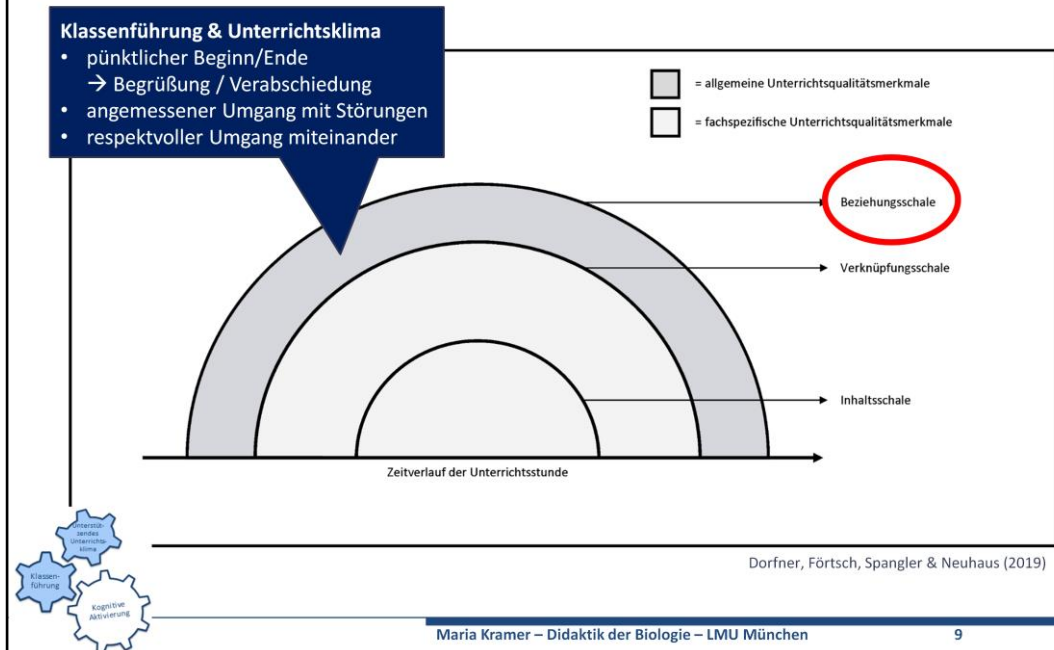 Klassenführung & Unterrichtsklima
• pünktlicher Beginn/Ende
→ Begrüßung / Verabschiedung
• angemessener Umgang mit Störungen
• respektvoller Umgang miteinander
= allgemeine Unterrichtsqualitätsmerkmale
= fachspezifische Unterrichtsqualitätsmerkmale
Beziehungsschale
Verknüpfungsschale
Inhaltsschale
Zeitverlauf der Unterrichtsstunde
Unterstüt-
zendes
Unterrichts-
klima
Klassen-
führung
Kognitive
Aktivierung
Dorfner, Förtsch, Spangler & Neuhaus (2019)
Maria Kramer – Didaktik der Biologie – LMU München
9